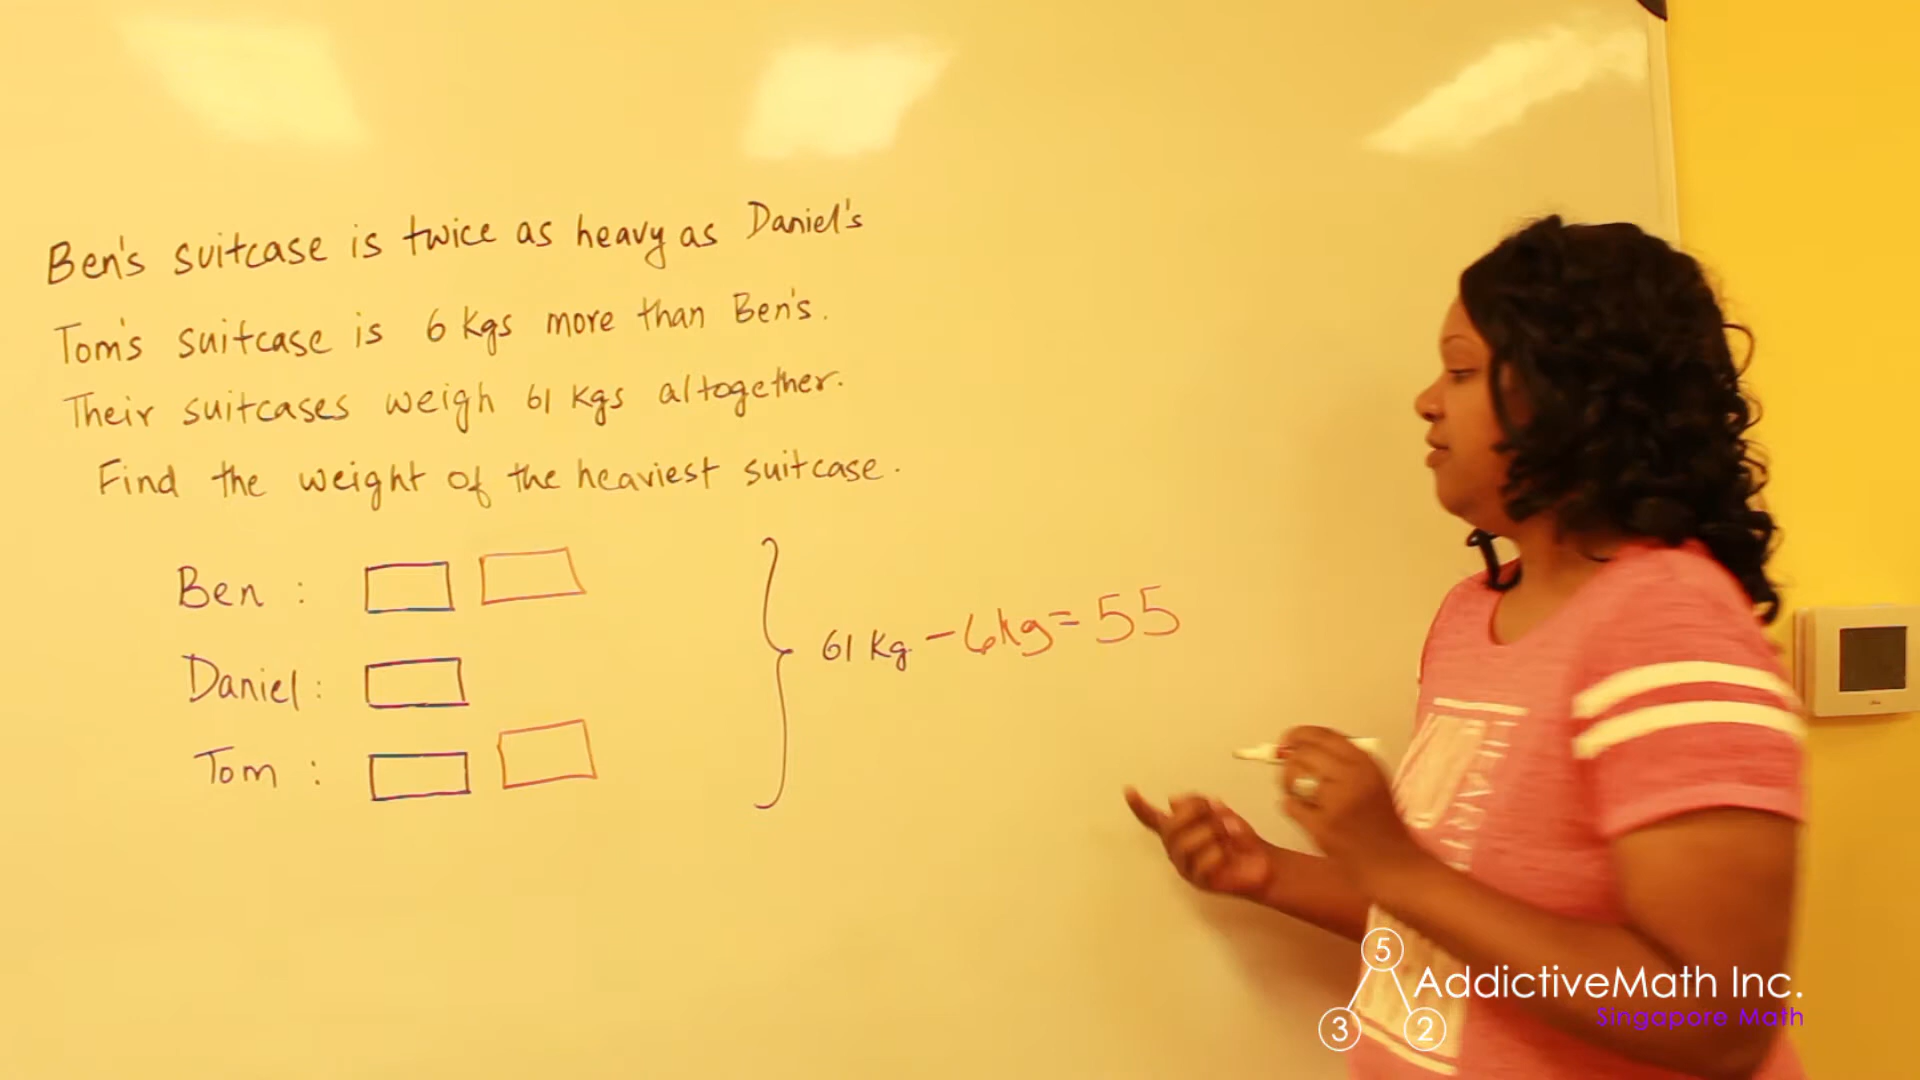 Ben's suitcase is twice as heavy as Daniel's
Tom's suitcase is 6 kgs more than Ben's.
Their suitcases weigh 61 kgs altogether.
Find the weight of the heaviest suitcase.
Ben :
Daniel :
Tom :
61 kg - 6kg = 55
5
3
2
AddictiveMath Inc.
Singapore Math